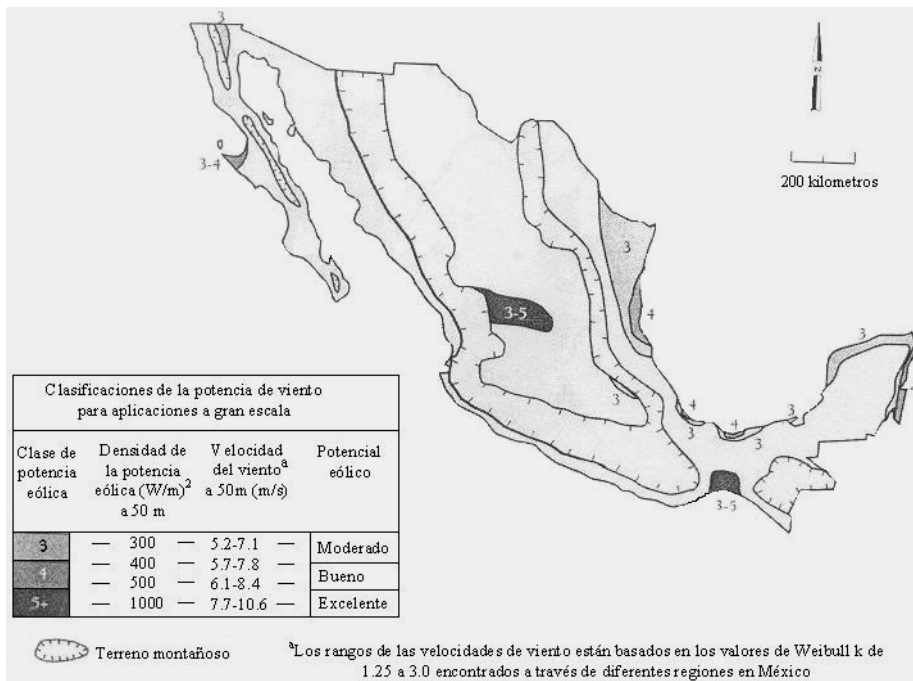 3
3-4
2
200 kilometros
3
4
3-5
3
3
4
3
4
3
3
3-5
Clasificaciones de la potencia de viento
para aplicaciones a gran escala
Clase de
potencia
eólica
Densidad de
la potencia
eólica (W/m)2
a 50 m
Velocidad
del vientoa
a 50m (m/s)
Potencial
eólico
3 — 300 — 5.2-7.1 — Moderado
— 400 — 5.7-7.8 —
4 Bueno
— 500 — 6.1-8.4 —
5+ — 1000 — 7.7-10.6 — Excelente
Terreno montañoso
aLos rangos de las velocidades de viento están basados en los valores de Weibull k de
1.25 a 3.0 encontrados a través de diferentes regiones en México